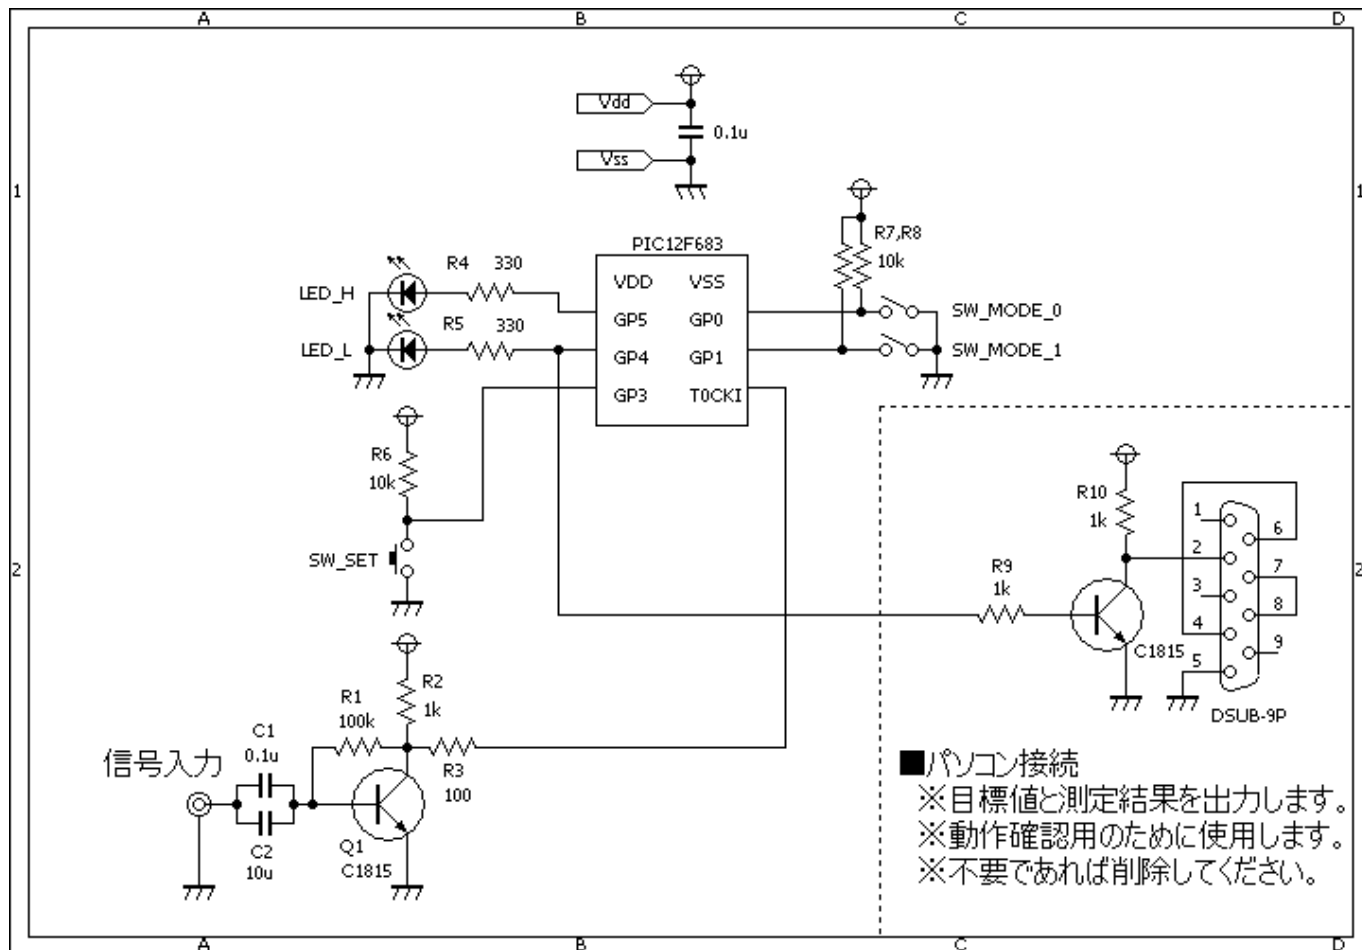 A B C D
Vdd
0.1u
Vss
1 1
PIC12F683
R7,R8
10k
R4 330
LED_H
VDD VSS
GP5 GP0
SW_MODE_0
R5 330
LED_L
GP4 GP1
SW_MODE_1
GP3 T0CKI
R6
10k
R10
1k
1
6
2
SW_SET
2 2
R9
1k
7
3
8
4
C1815
9
5
DSUB-9P
R2
1k
R1
100k
C1
0.1u
信号入力
R3
100
C2
10u
Q1
C1815
■パソコン接続
※目標値と測定結果を出力します。
※動作確認用のために使用します。
※不要であれば削除してください。
A B C D